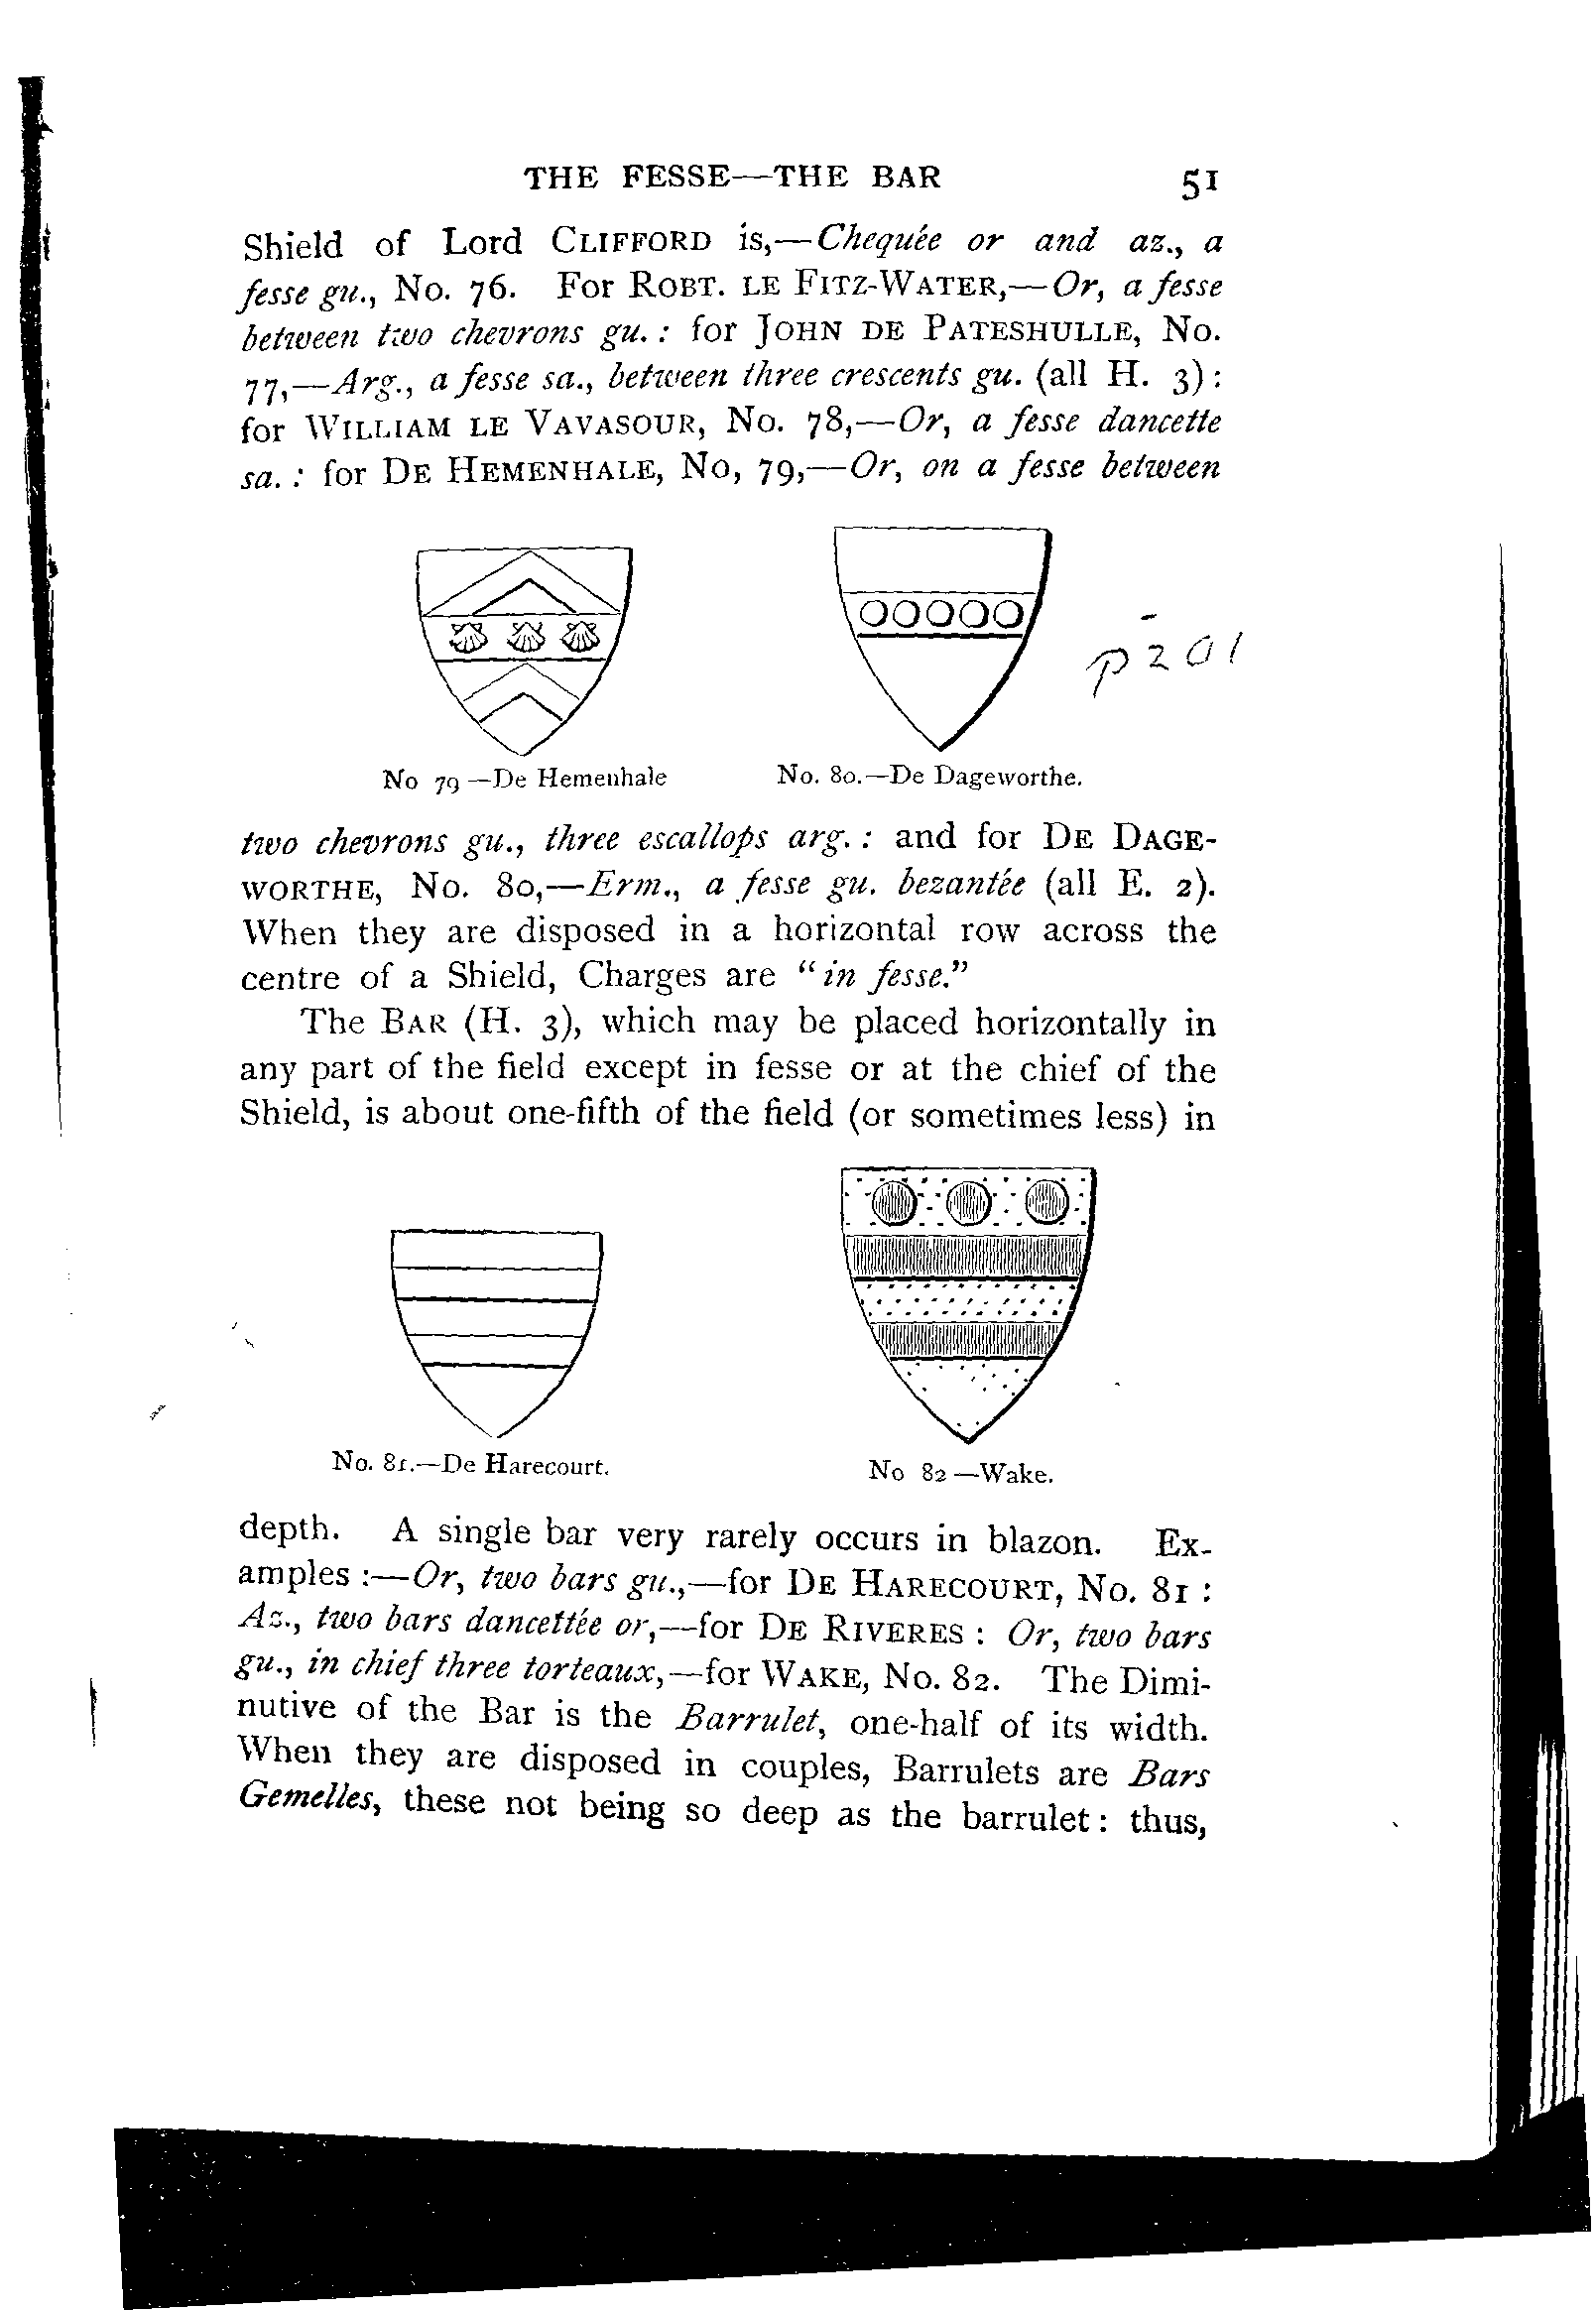 THE FESSE—THE BAR 51
Shield of Lord CLIFFORD is,—Chequée or and az., a
fesse gu., No. 76. For ROBT. LE FITZ-WATER,—Or, a fesse
between two chevrons gu. : for JOHN DE PATESHULLE, No.
77,—Arg., a fesse sa., between three crescents gu. (all H. 3):
for WILLIAM LE VAVASOUR, No. 78,—Or, a fesse dancette
sa. : for DE HEMENHALE, No, 79,—Or, on a fesse between
p 201
No 79 —De Hemenhale
No. 80.—De Dageworthe.
two chevrons gu., three escallops arg. : and for DE DAGE-
WORTHE, No. 80,—Erm., a fesse gu. bezantée (all E. 2).
When they are disposed in a horizontal row across the
centre of a Shield, Charges are “in fesse.”
The BAR (H. 3), which may be placed horizontally in
any part of the field except in fesse or at the chief of the
Shield, is about one-fifth of the field (or sometimes less) in
No. 81.—De Harecourt.
No 82 —Wake.
depth. A single bar very rarely occurs in blazon. Ex-
amples :—Or, two bars gu.,—for DE HARECOURT, No. 81 :
Az., two bars dancettée or,—for DE RIVERES : Or, two bars
gu., in chief three torteaux,—for WAKE, No. 82. The Dimi-
nutive of the Bar is the Barrulet, one-half of its width.
When they are disposed in couples, Barrulets are Bars
Gemelles, these not being so deep as the barrulet : thus,